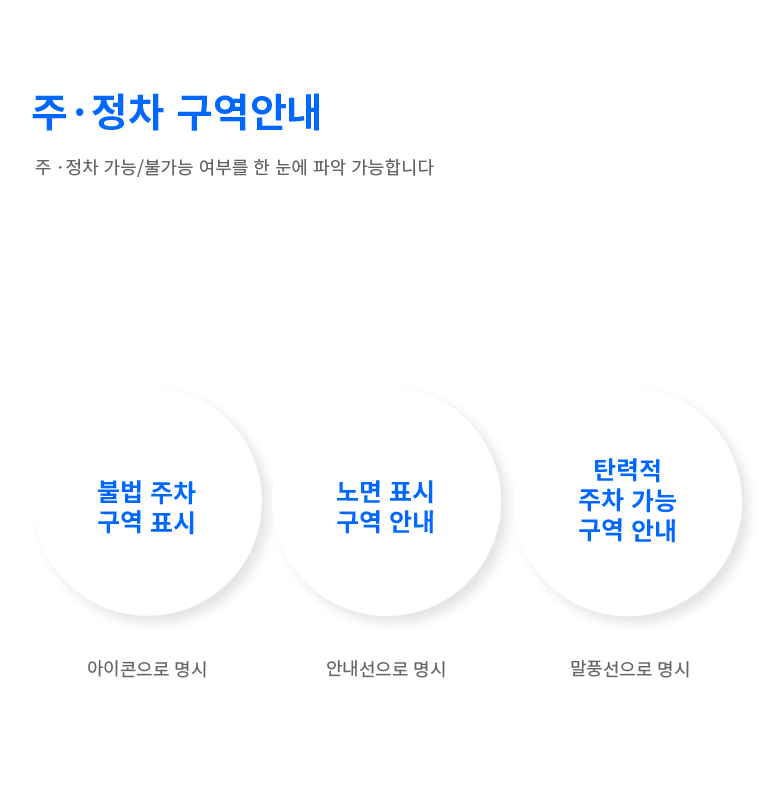 주·정차 구역안내
주 ·정차 가능/불가능 여부를 한 눈에 파악 가능합니다
불법 주차
구역 표시
노면 표시
구역 안내
탄력적
주차 가능
구역 안내
아이콘으로 명시
안내선으로 명시
말풍선으로 명시